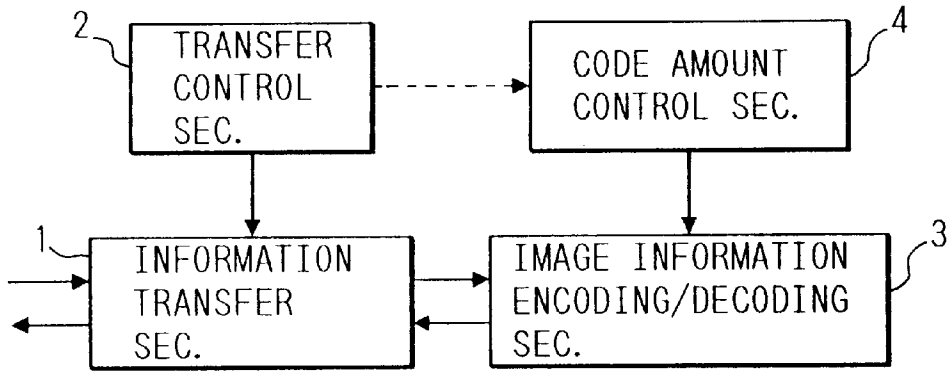 2
TRANSFER
CONTROL
SEC.
4
CODE AMOUNT
CONTROL SEC.
1
INFORMATION
TRANSFER
SEC.
3
IMAGE INFORMATION
ENCODING/DECODING
SEC.